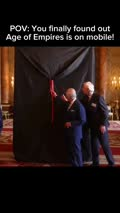 POV: You finally found out
Age of Empires is on mobile!